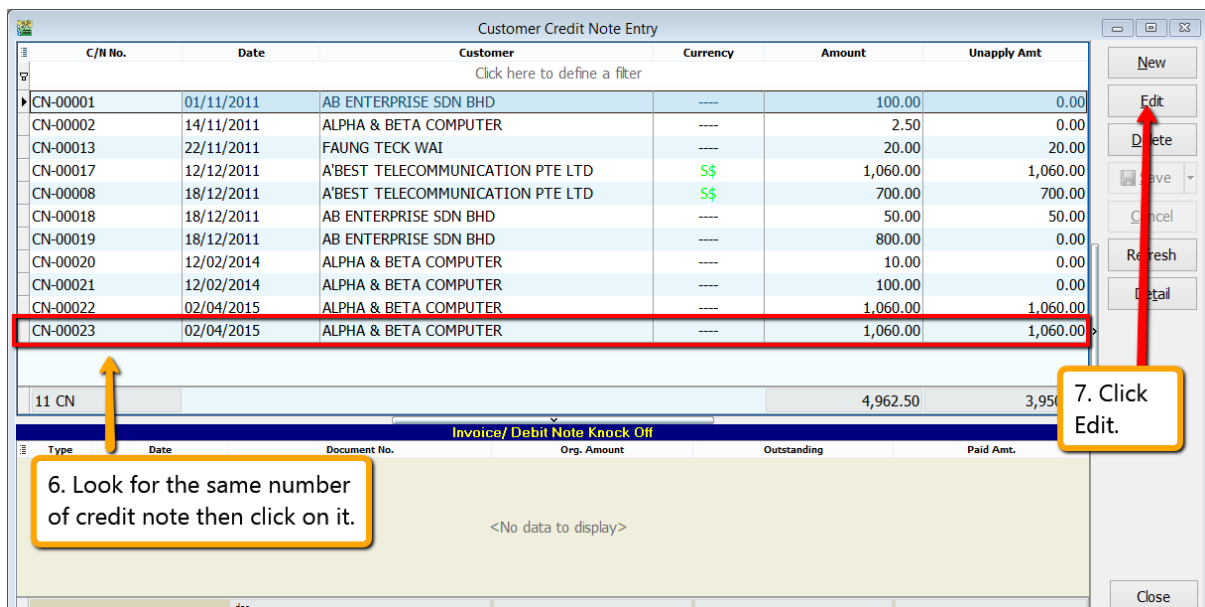 Customer Credit Note Entry
C/N No. Date Customer Currency Amount Unapply Amt
Click here to define a filter
CN-00001 01/11/2011 AB ENTERPRISE SDN BHD ---- 100.00 0.00
CN-00002 14/11/2011 ALPHA & BETA COMPUTER ---- 2.50 0.00
CN-00013 22/11/2011 FAUNG TECK WAI ---- 20.00 20.00
CN-00017 12/12/2011 A'BEST TELECOMMUNICATION PTE LTD S$ 1,060.00 1,060.00
CN-00008 18/12/2011 A'BEST TELECOMMUNICATION PTE LTD S$ 700.00 700.00
CN-00018 18/12/2011 AB ENTERPRISE SDN BHD ---- 50.00 50.00
CN-00019 18/12/2011 AB ENTERPRISE SDN BHD ---- 800.00 0.00
CN-00020 12/02/2014 ALPHA & BETA COMPUTER ---- 10.00 0.00
CN-00021 12/02/2014 ALPHA & BETA COMPUTER ---- 100.00 0.00
CN-00022 02/04/2015 ALPHA & BETA COMPUTER ---- 1,060.00 1,060.00
CN-00023 02/04/2015 ALPHA & BETA COMPUTER ---- 1,060.00 1,060.00
11 CN 4,962.50 3,950
Invoice/ Debit Note Knock Off
Type Date Document No. Org. Amount Outstanding Paid Amt.
<No data to display>
6. Look for the same number
of credit note then click on it.
New
Edit
Delete
Save
Cancel
Refresh
Detail
7. Click
Edit.
Close